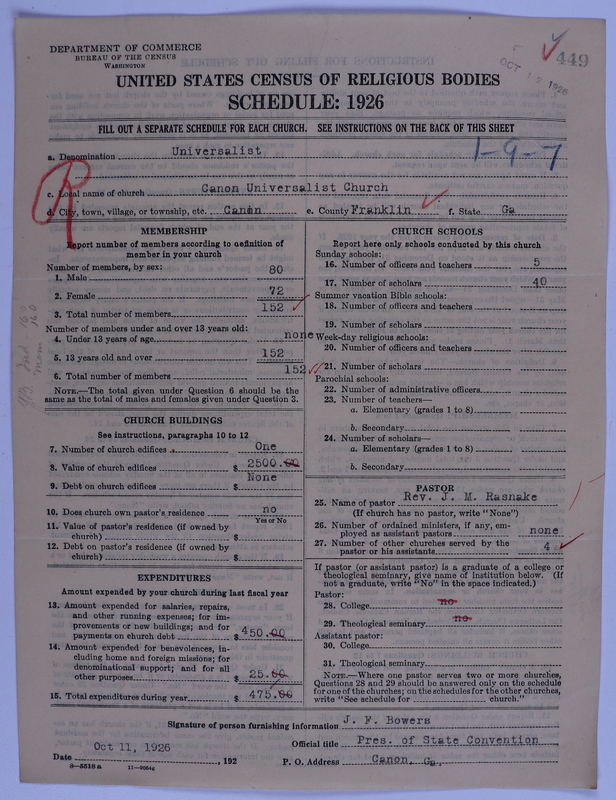 DEPARTMENT OF COMMERCE
BUREAU OF THE CENSUS
WASHINGTON
449
OCT 12 1926
UNITED STATES CENSUS OF RELIGIOUS BODIES
SCHEDULE: 1926
FILL OUT A SEPARATE SCHEDULE FOR EACH CHURCH. SEE INSTRUCTIONS ON THE BACK OF THIS SHEET
a. Denomination Universalist
1-9-7
R
c. Local name of church Canon Universalist Church
d. City, town, village, or township, etc. Canon e. County Franklin f. State Ga
MEMBERSHIP
Report number of members according to definition of
member in your church
Number of members, by sex:
1. Male 80
2. Female 72
3. Total number of members 152
Number of members under and over 13 years old:
4. Under 13 years of age none
5. 13 years old and over 152
6. Total number of members 152
NOTE.—The total given under Question 6 should be the
same as the total of males and females given under Question 3.
CHURCH BUILDINGS
See instructions, paragraphs 10 to 12
7. Number of church edifices One
8. Value of church edifices $ 2500.00
9. Debt on church edifices $ None
10. Does church own pastor's residence no
Yes or No
11. Value of pastor's residence (if owned by
church) $
12. Debt on pastor's residence (if owned by
church) $
EXPENDITURES
Amount expended by your church during last fiscal year
13. Amount expended for salaries, repairs,
and other running expenses; for im-
provements or new buildings; and for
payments on church debt $ 450.00
14. Amount expended for benevolences, in-
cluding home and foreign missions; for
denominational support; and for all
other purposes $ 25.00
15. Total expenditures during year $ 475.00
CHURCH SCHOOLS
Report here only schools conducted by this church
Sunday schools:
16. Number of officers and teachers 5
17. Number of scholars 40
Summer vacation Bible schools:
18. Number of officers and teachers
19. Number of scholars
Week-day religious schools:
20. Number of officers and teachers
21. Number of scholars
Parochial schools:
22. Number of administrative officers
23. Number of teachers—
a. Elementary (grades 1 to 8)
b. Secondary
24. Number of scholars—
a. Elementary (grades 1 to 8)
b. Secondary
PASTOR
25. Name of pastor Rev. J. M. Rasnake
(If church has no pastor, write "None")
26. Number of ordained ministers, if any, em-
ployed as assistant pastors none
27. Number of other churches served by the
pastor or his assistants 4
If pastor (or assistant pastor) is a graduate of a college or
theological seminary, give name of institution below. (If
not a graduate, write "No" in the space indicated.)
Pastor:
28. College no
29. Theological seminary no
Assistant pastor:
30. College
31. Theological seminary
NOTE.—Where one pastor serves two or more churches,
Questions 28 and 29 should be answered only on the schedule
for one of the churches; on the schedules for the other churches,
write "See schedule for church."
Signature of person furnishing information J. F. Bowers
Official title Pres. of State Convention
Date Oct 11, 1926, 192
P. O. Address Canon, Ga.
8—5518 a 11—9664